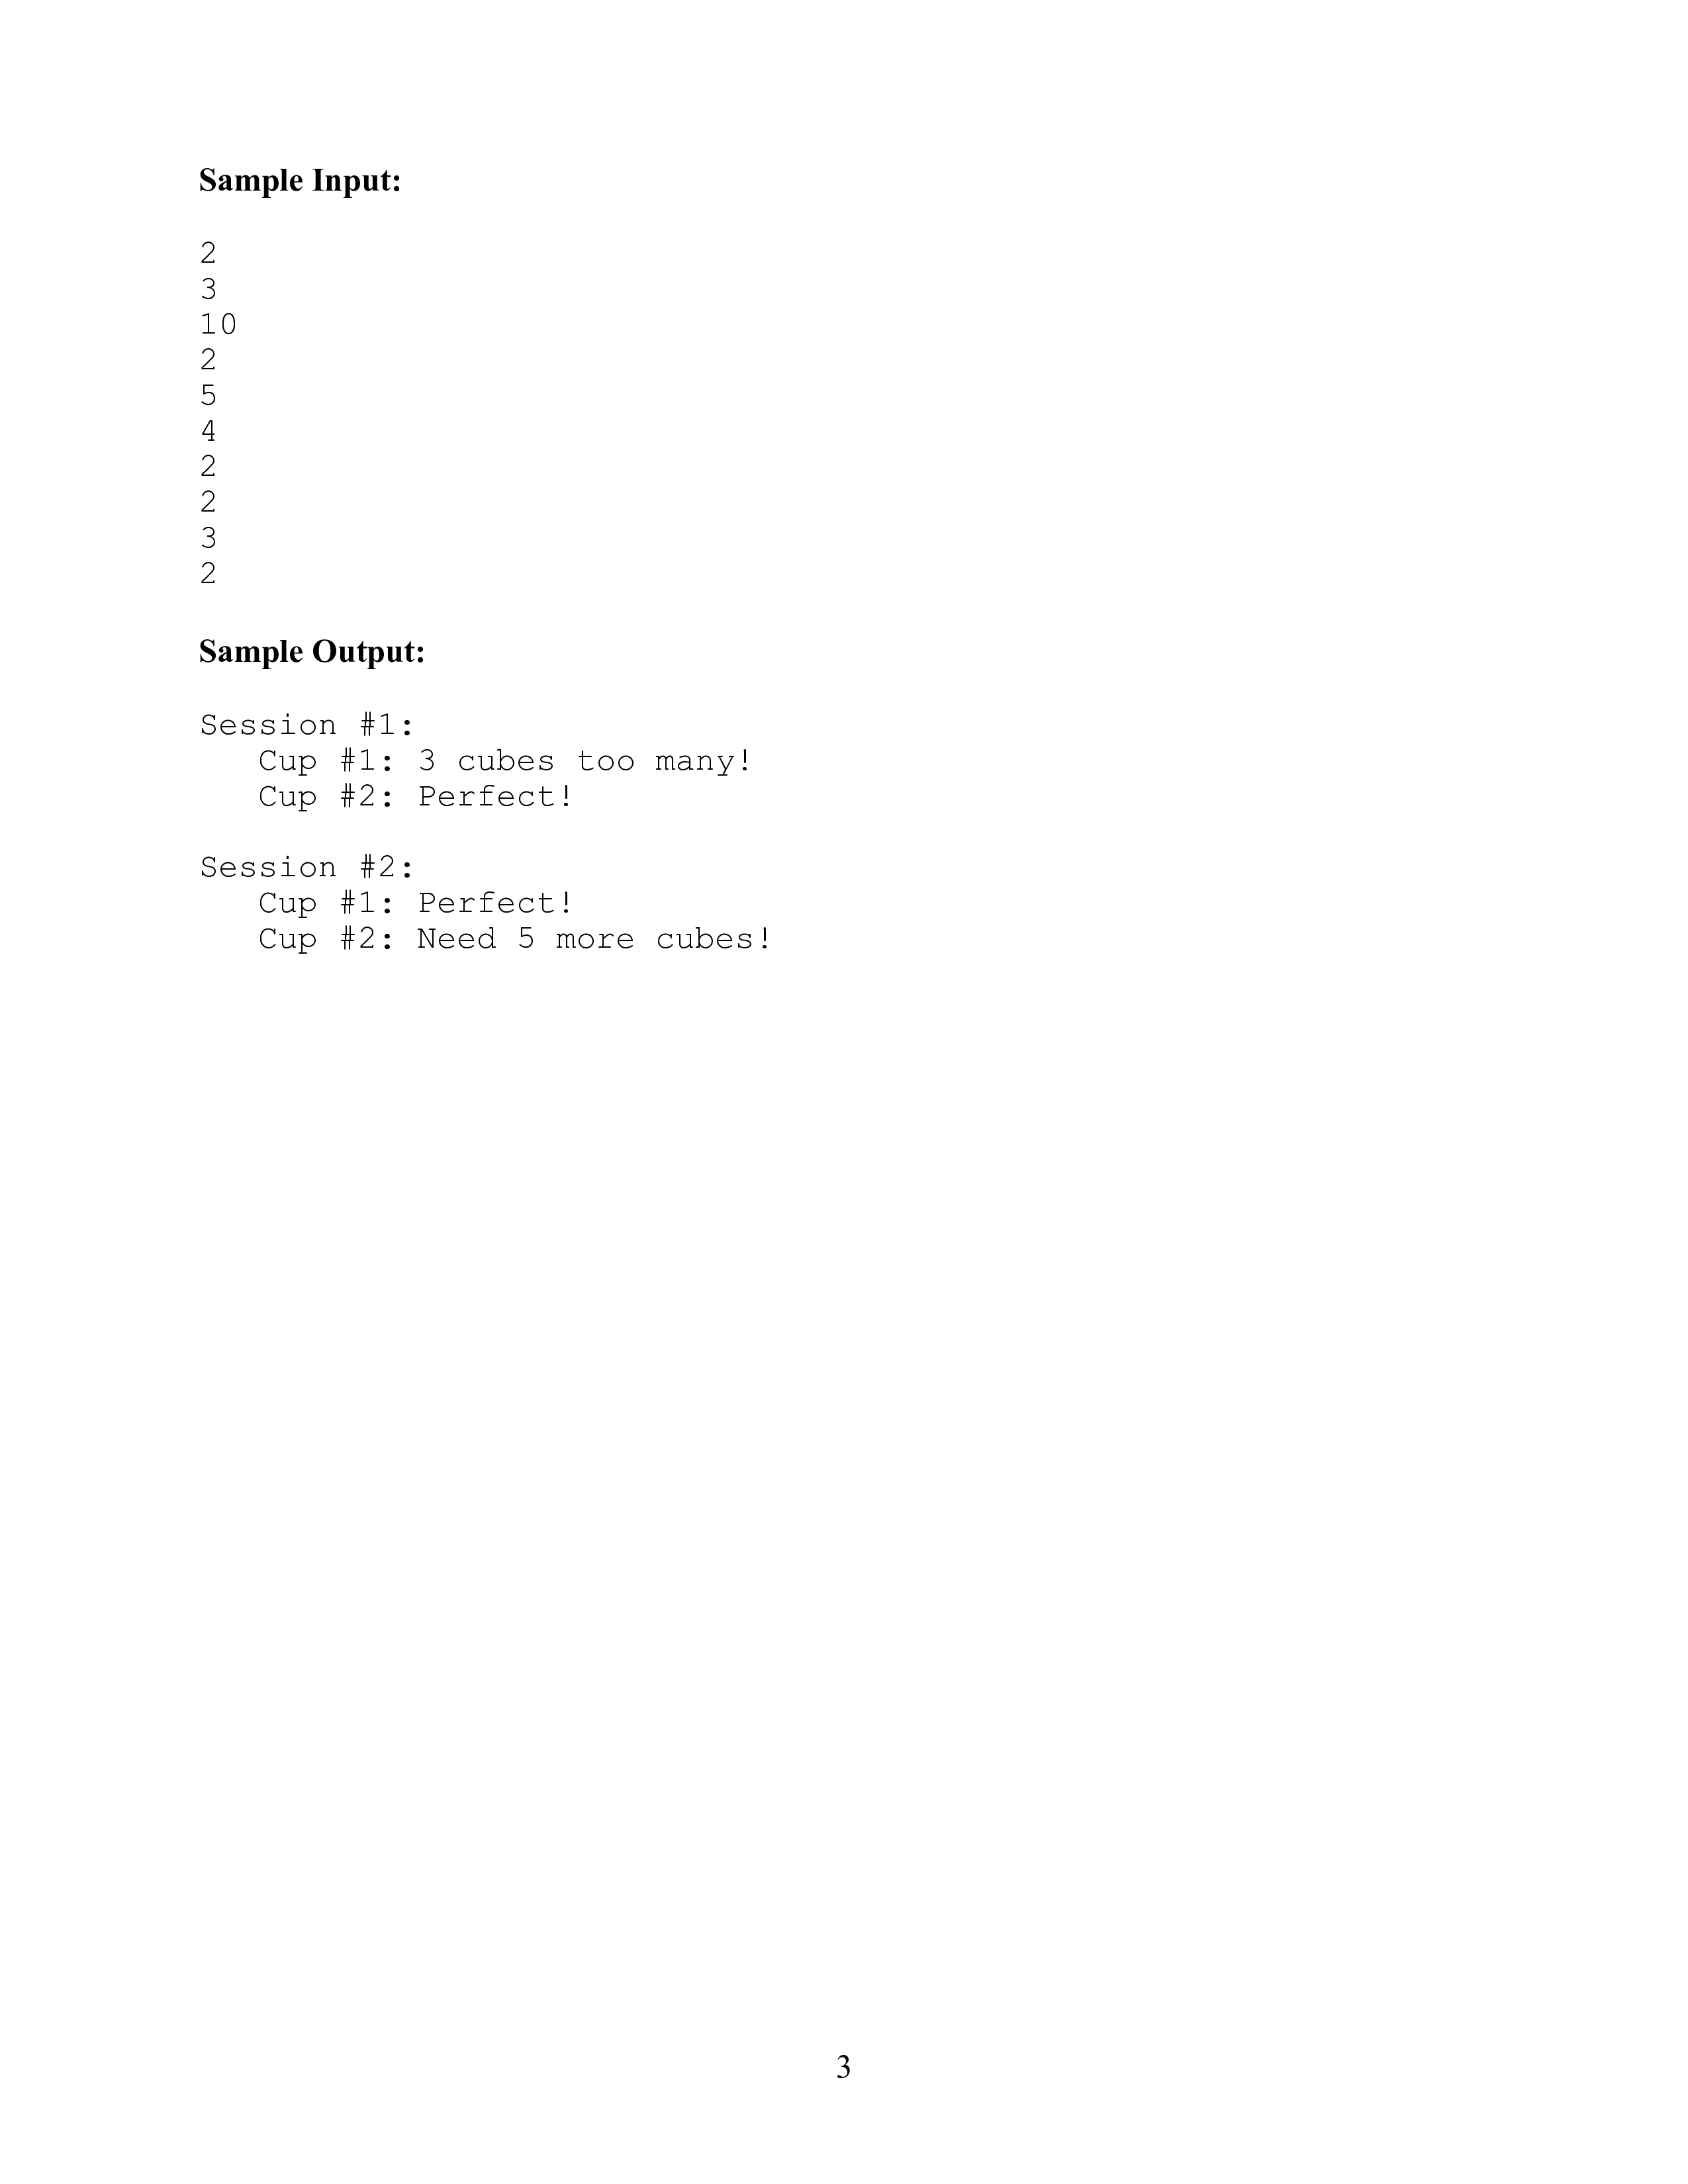 Sample Input:
2
3
10
2
5
4
2
2
3
2
Sample Output:
Session #1:
   Cup #1: 3 cubes too many!
   Cup #2: Perfect!
Session #2:
   Cup #1: Perfect!
   Cup #2: Need 5 more cubes!
3